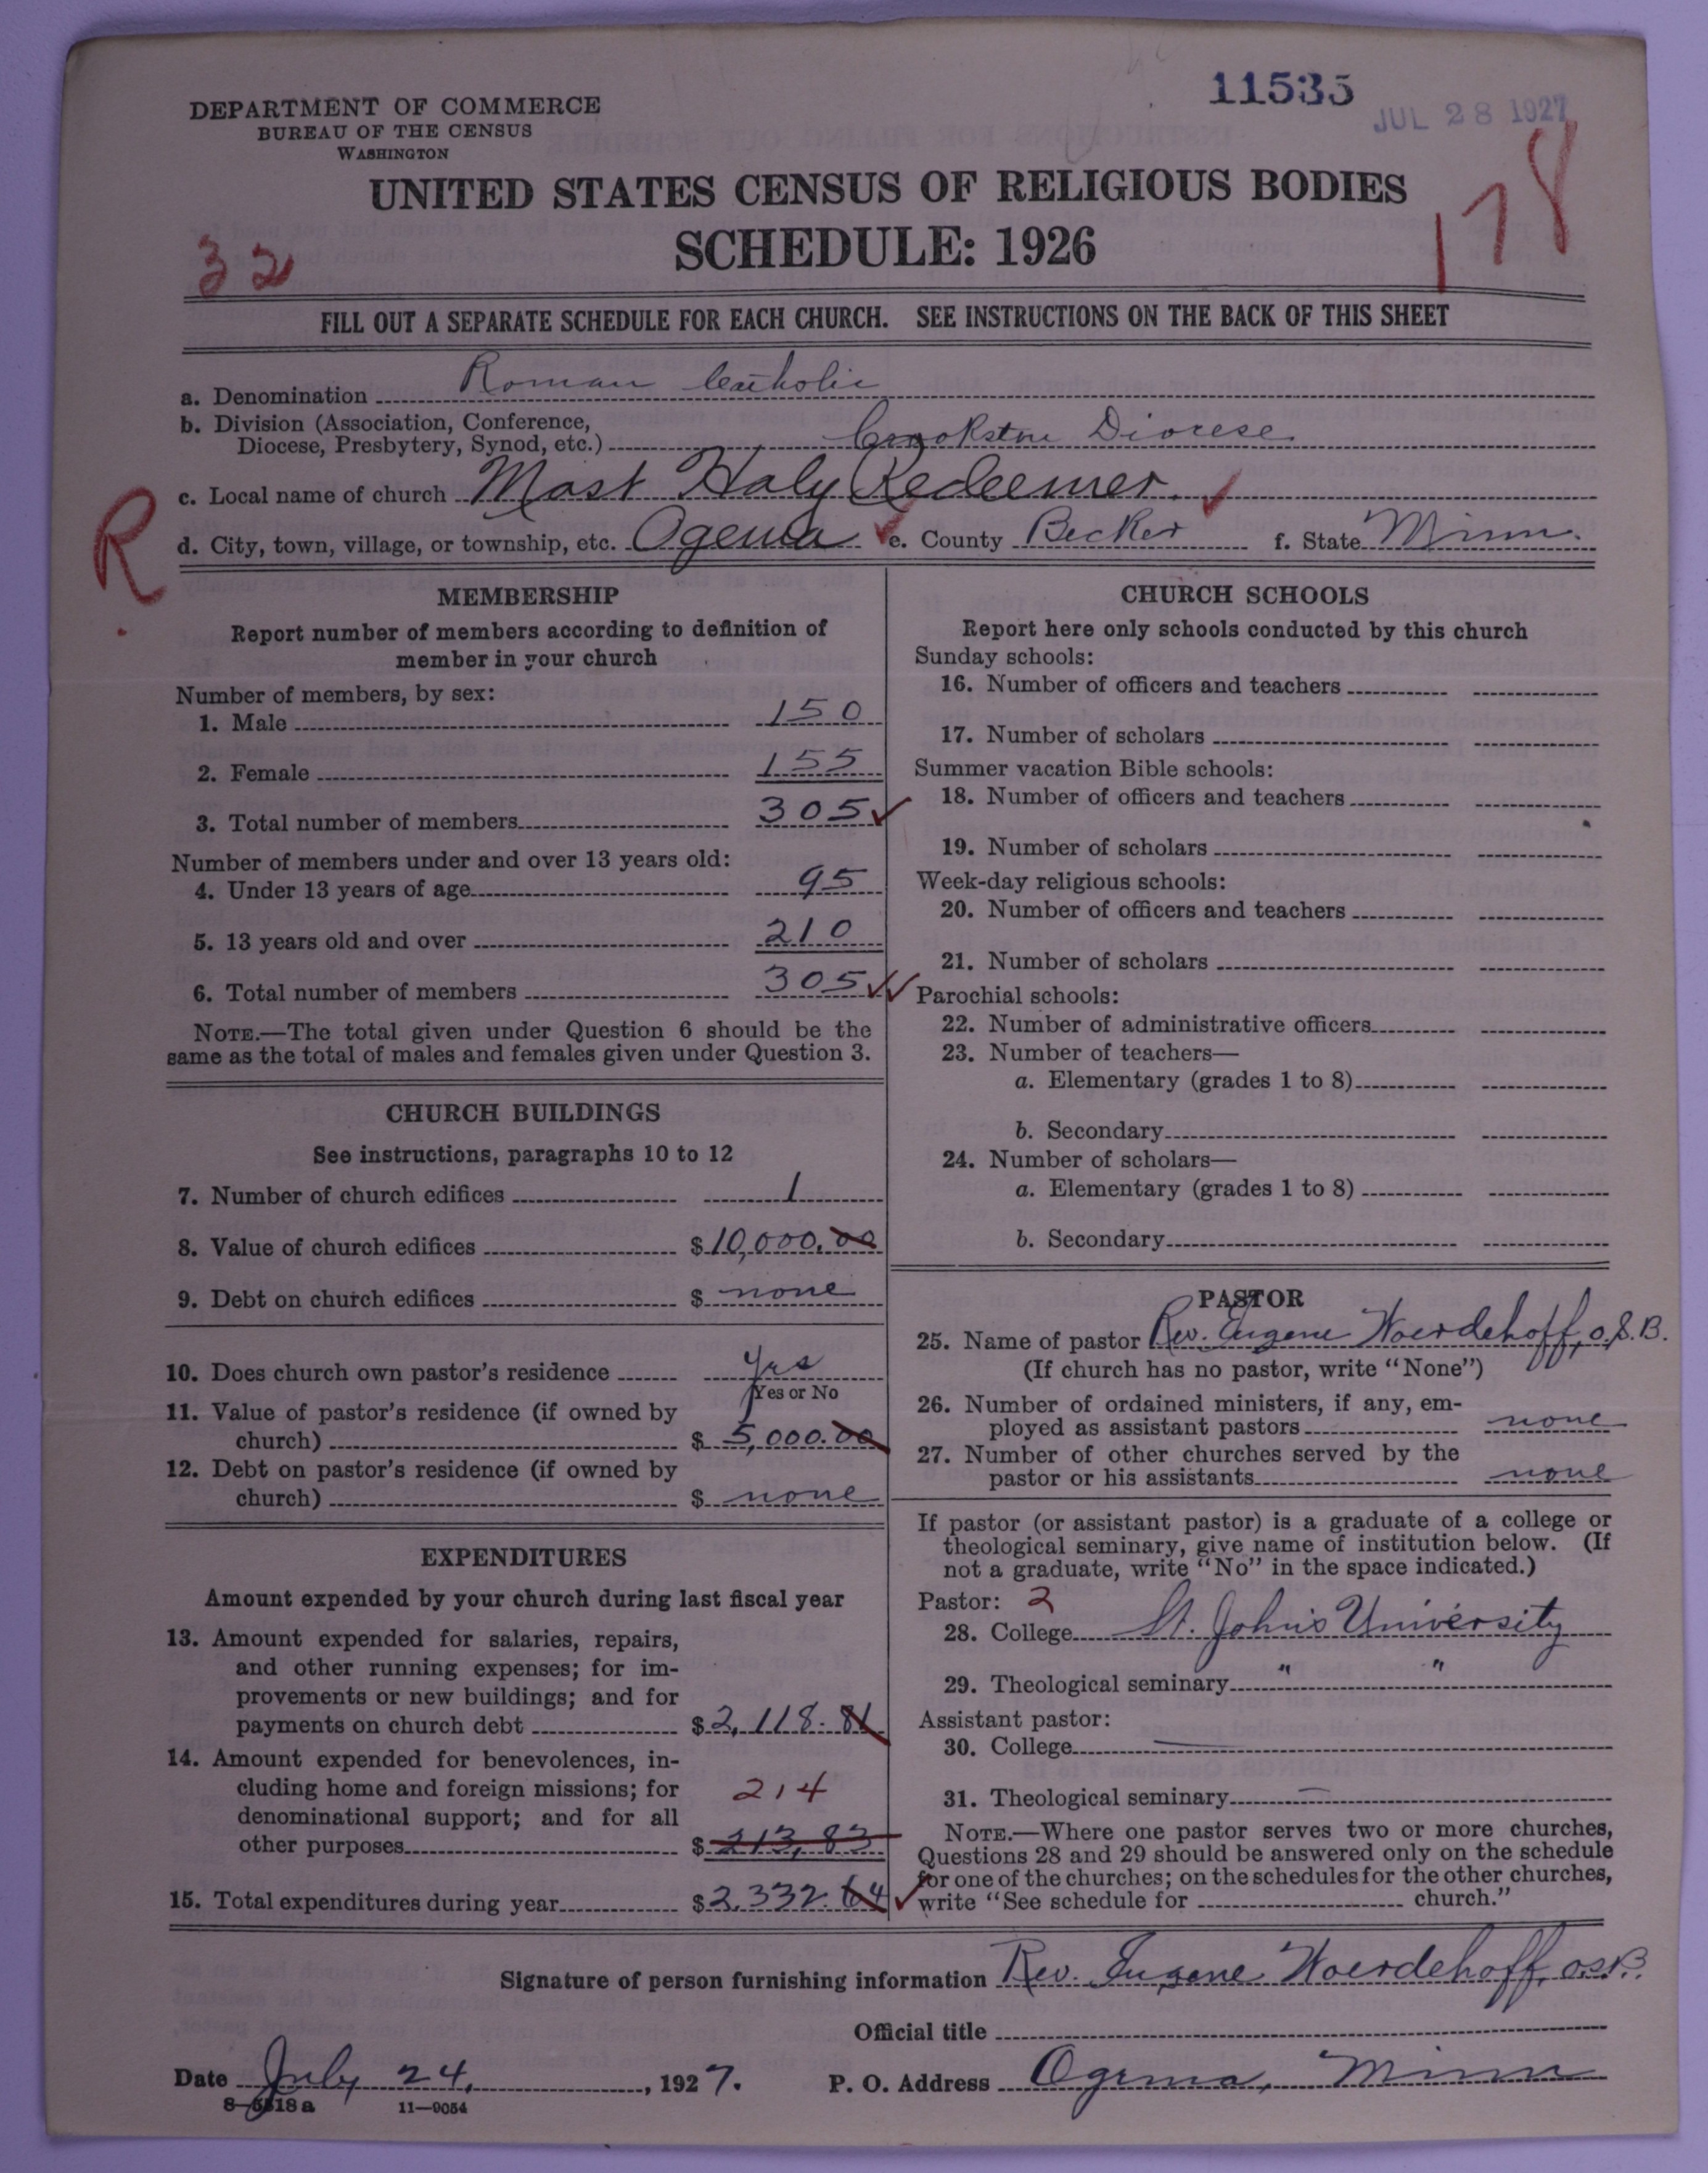 11535
JUL 28 1927
DEPARTMENT OF COMMERCE
BUREAU OF THE CENSUS
WASHINGTON
UNITED STATES CENSUS OF RELIGIOUS BODIES
SCHEDULE: 1926
32
178
FILL OUT A SEPARATE SCHEDULE FOR EACH CHURCH. SEE INSTRUCTIONS ON THE BACK OF THIS SHEET
a. Denomination Roman Catholic
b. Division (Association, Conference,
Diocese, Presbytery, Synod, etc.) Crookston Diocese
c. Local name of church Most Holy Redeemer.
R
d. City, town, village, or township, etc. Ogema e. County Becker f. State Minn.
MEMBERSHIP
Report number of members according to definition of
member in your church
Number of members, by sex:
1. Male 150
2. Female 155
3. Total number of members 305
Number of members under and over 13 years old:
4. Under 13 years of age 95
5. 13 years old and over 210
6. Total number of members 305
NOTE.—The total given under Question 6 should be the
same as the total of males and females given under Question 3.
CHURCH BUILDINGS
See instructions, paragraphs 10 to 12
7. Number of church edifices 1
8. Value of church edifices $10,000.00
9. Debt on church edifices $ none
10. Does church own pastor's residence yes
Yes or No
11. Value of pastor's residence (if owned by
church) $ 5,000.00
12. Debt on pastor's residence (if owned by
church) $ none
EXPENDITURES
Amount expended by your church during last fiscal year
13. Amount expended for salaries, repairs,
and other running expenses; for im-
provements or new buildings; and for
payments on church debt $2,118.81
14. Amount expended for benevolences, in-
cluding home and foreign missions; for 214
denominational support; and for all
other purposes $213,83
15. Total expenditures during year $2,332.64
CHURCH SCHOOLS
Report here only schools conducted by this church
Sunday schools:
16. Number of officers and teachers
17. Number of scholars
Summer vacation Bible schools:
18. Number of officers and teachers
19. Number of scholars
Week-day religious schools:
20. Number of officers and teachers
21. Number of scholars
Parochial schools:
22. Number of administrative officers
23. Number of teachers—
a. Elementary (grades 1 to 8)
b. Secondary
24. Number of scholars—
a. Elementary (grades 1 to 8)
b. Secondary
PASTOR
25. Name of pastor Rev. Eugene Woerdehoff, O.S.B.
(If church has no pastor, write "None")
26. Number of ordained ministers, if any, em-
ployed as assistant pastors none
27. Number of other churches served by the
pastor or his assistants none
If pastor (or assistant pastor) is a graduate of a college or
theological seminary, give name of institution below. (If
not a graduate, write "No" in the space indicated.)
Pastor: 2
28. College St. John's University
29. Theological seminary " "
Assistant pastor:
30. College —
31. Theological seminary —
NOTE.—Where one pastor serves two or more churches,
Questions 28 and 29 should be answered only on the schedule
for one of the churches; on the schedules for the other churches,
write "See schedule for church."
Signature of person furnishing information Rev. Eugene Woerdehoff, O.S.B.
Official title
Date July 24, 1927. P. O. Address Ogema, Minn
8—5518a 11—9054